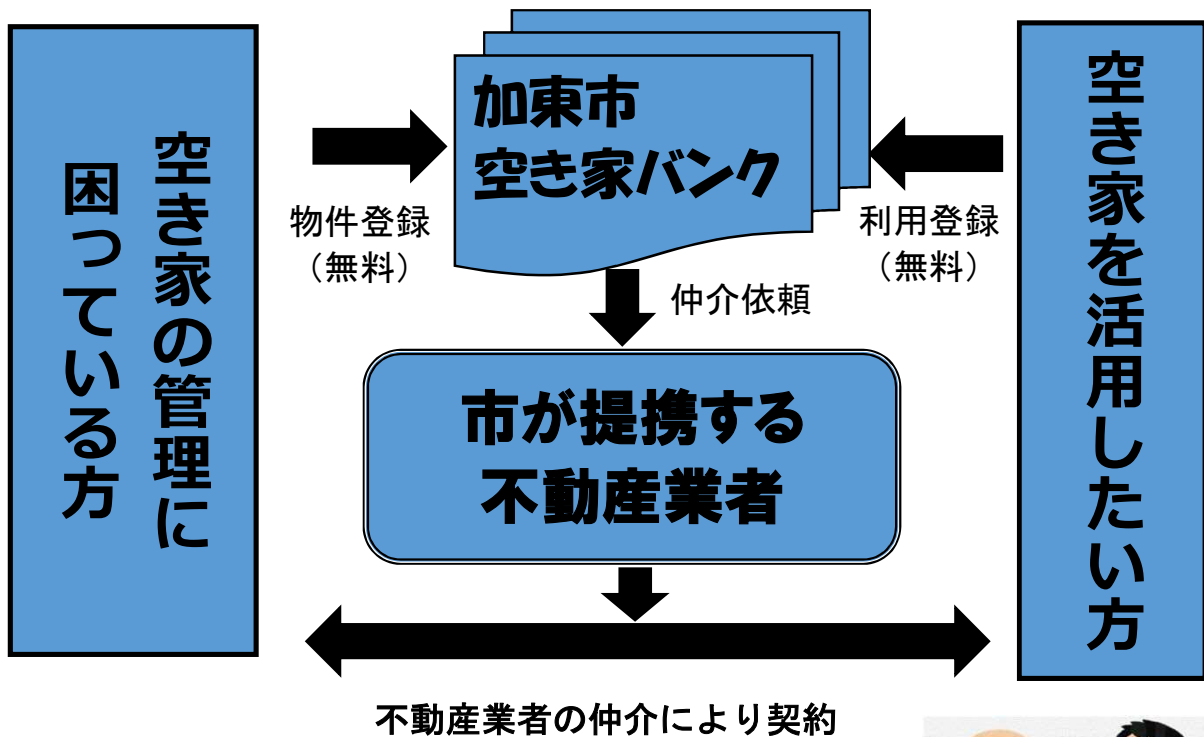 空き家の管理に
困っている方
物件登録
（無料）
加東市
空き家バンク
利用登録
（無料）
空き家を活用したい方
仲介依頼
市が提携する
不動産業者
不動産業者の仲介により契約